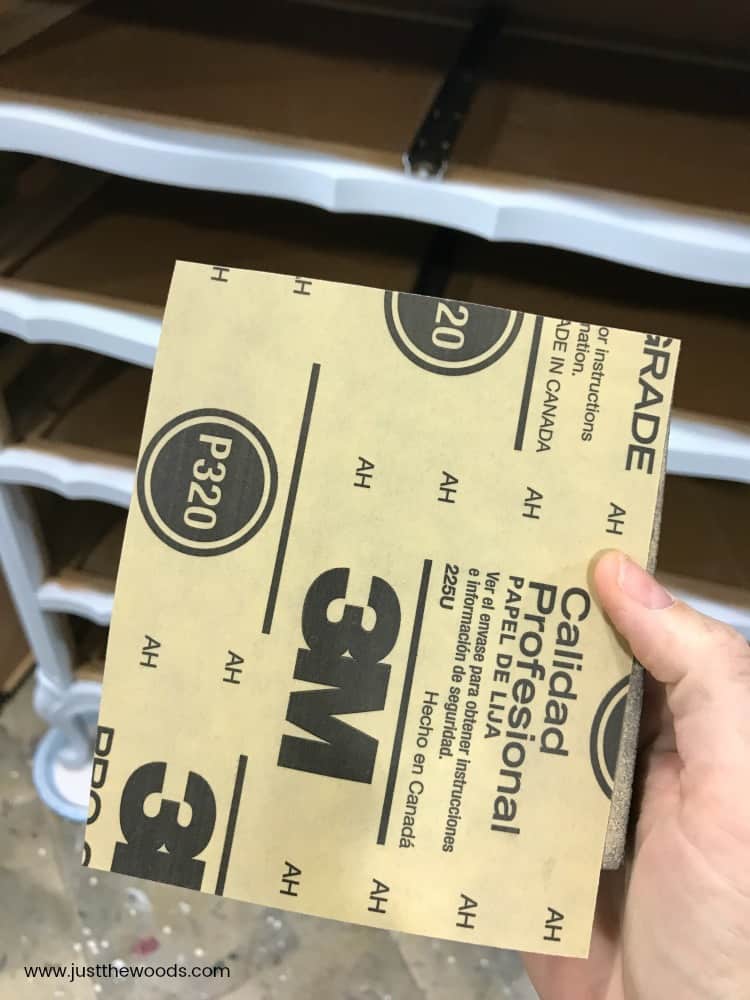 GRADE
or instructions
nation.
ADE IN CANADA
20
H
H
AH
AH
AH
AH
P320
Calidad
Profesional
PAPEL DE LIJA
Ver el envase para obtener instrucciones
e información de seguridad.
225U
Hecho en Canadá
3M
AH
AH
AH
AH
AH
AH
3M
www.justthewoods.com